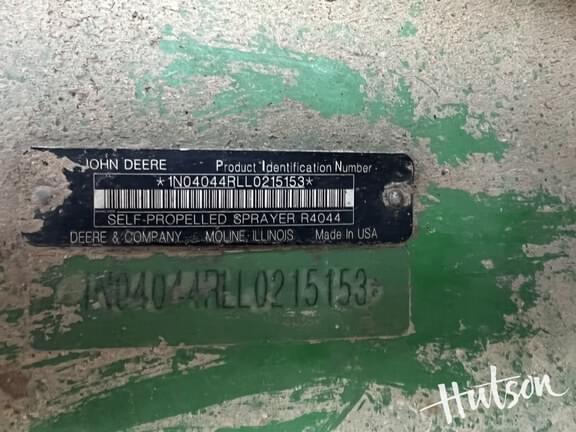 JOHN DEERE Product Identification Number
*1N04044RLL0215153*
SELF-PROPELLED SPRAYER R4044
DEERE & COMPANY MOLINE, ILLINOIS Made In USA
1N04044RLL0215153*
Hutson